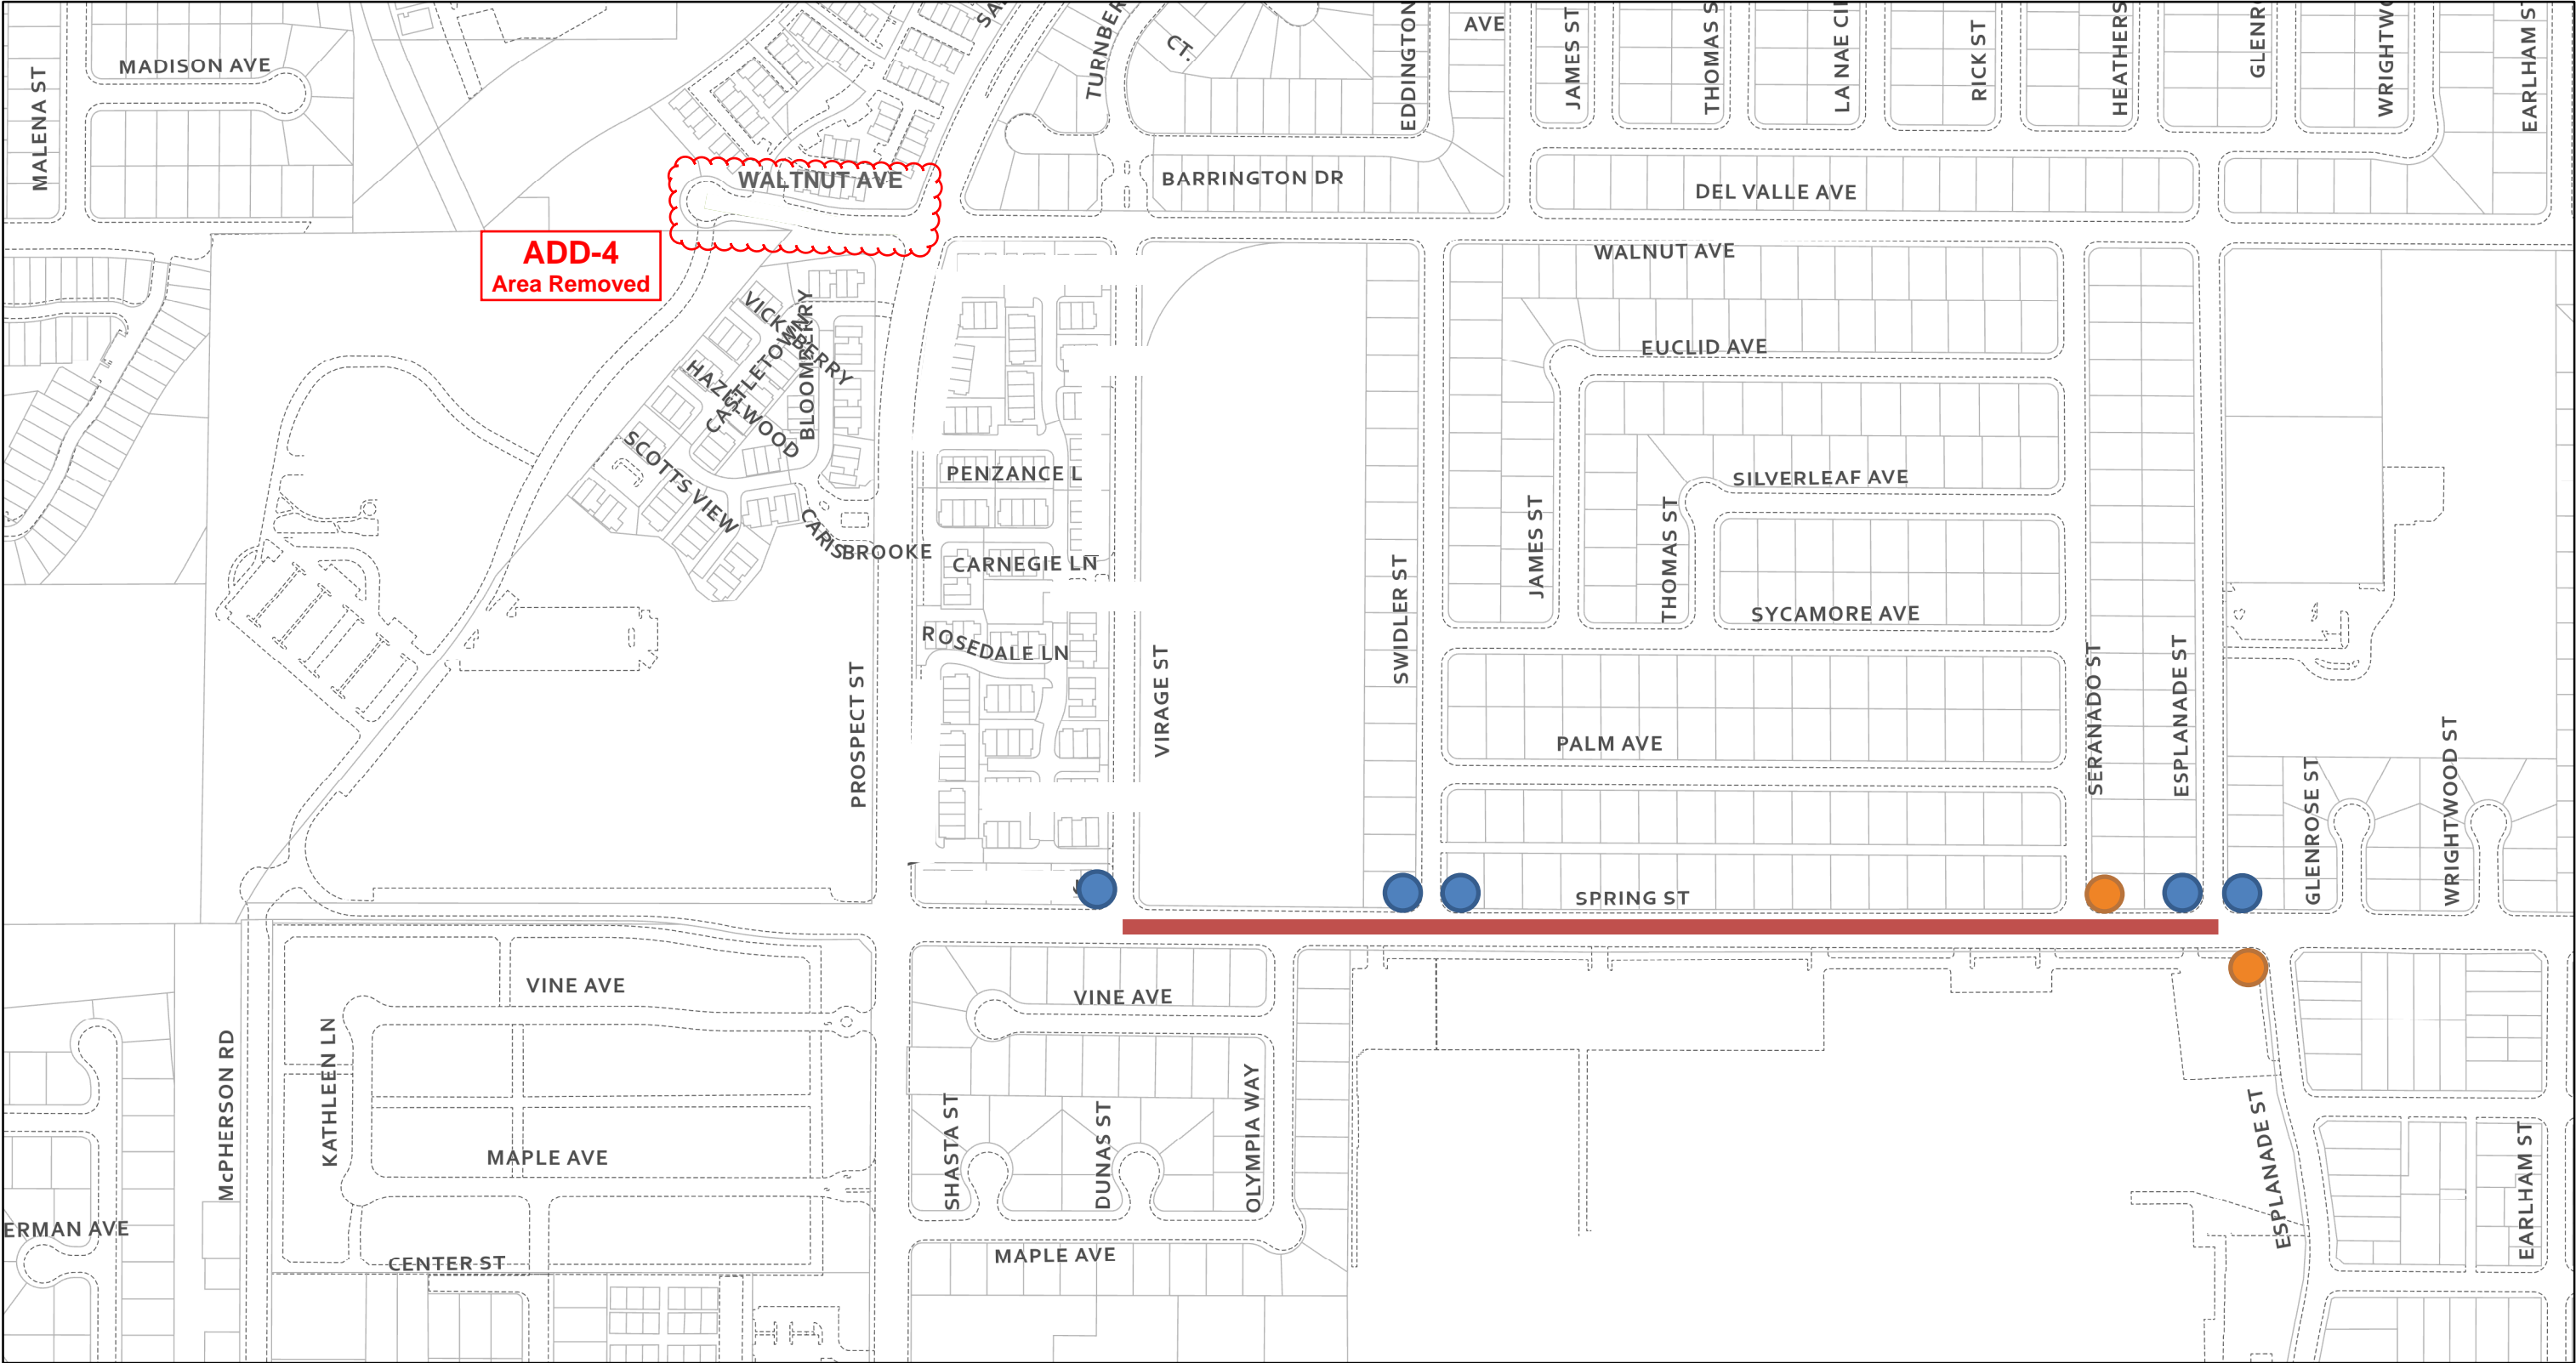 MADISON AVE
MALENA ST
CT.
EDDINGTON
AVE
JAMES ST
RICK ST
EARLHAM ST
WALTNUT AVE
BARRINGTON DR
DEL VALLE AVE
ADD-4
Area Removed
WALNUT AVE
VICKSBERRY
CASTLETOWN
BLOOMBERRY
HAZELWOOD
EUCLID AVE
SCOTTS VIEW
PENZANCE L
SILVERLEAF AVE
CARISBROOKE
CARNEGIE LN
JAMES ST
THOMAS ST
SWIDLER ST
SYCAMORE AVE
ROSEDALE LN
PROSPECT ST
VIRAGE ST
SERANADO ST
ESPLANADE ST
PALM AVE
GLENROSE ST
WRIGHTWOOD ST
SPRING ST
VINE AVE
VINE AVE
McPHERSON RD
KATHLEEN LN
SHASTA ST
DUNAS ST
OLYMPIA WAY
ESPLANADE ST
EARLHAM ST
MAPLE AVE
ERMAN AVE
CENTER ST
MAPLE AVE